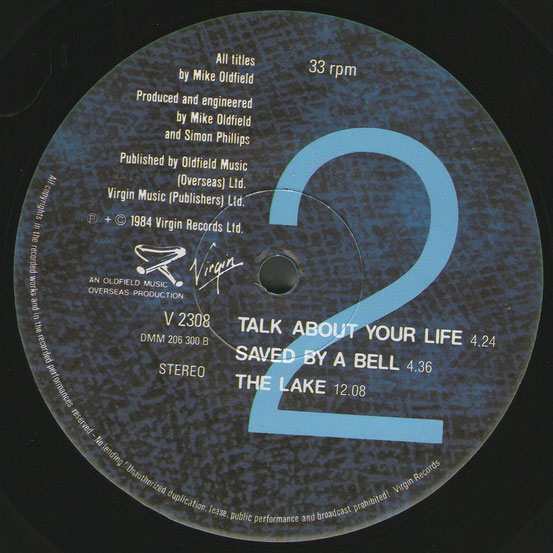 All titles
by Mike Oldfield
33 rpm
Produced and engineered
by Mike Oldfield
and Simon Phillips
Published by Oldfield Music
(Overseas) Ltd.
Virgin Music (Publishers) Ltd.
℗ + © 1984 Virgin Records Ltd.
2
Virgin
AN OLDFIELD MUSIC
OVERSEAS PRODUCTION
V 2308
DMM 206 300 B
STEREO
TALK ABOUT YOUR LIFE 4.24
SAVED BY A BELL 4.36
THE LAKE 12.08
All copyrights in the recorded works and in the recorded performances reserved – No lending! Unauthorized duplication, lease, public performance and broadcast prohibited! Virgin Records